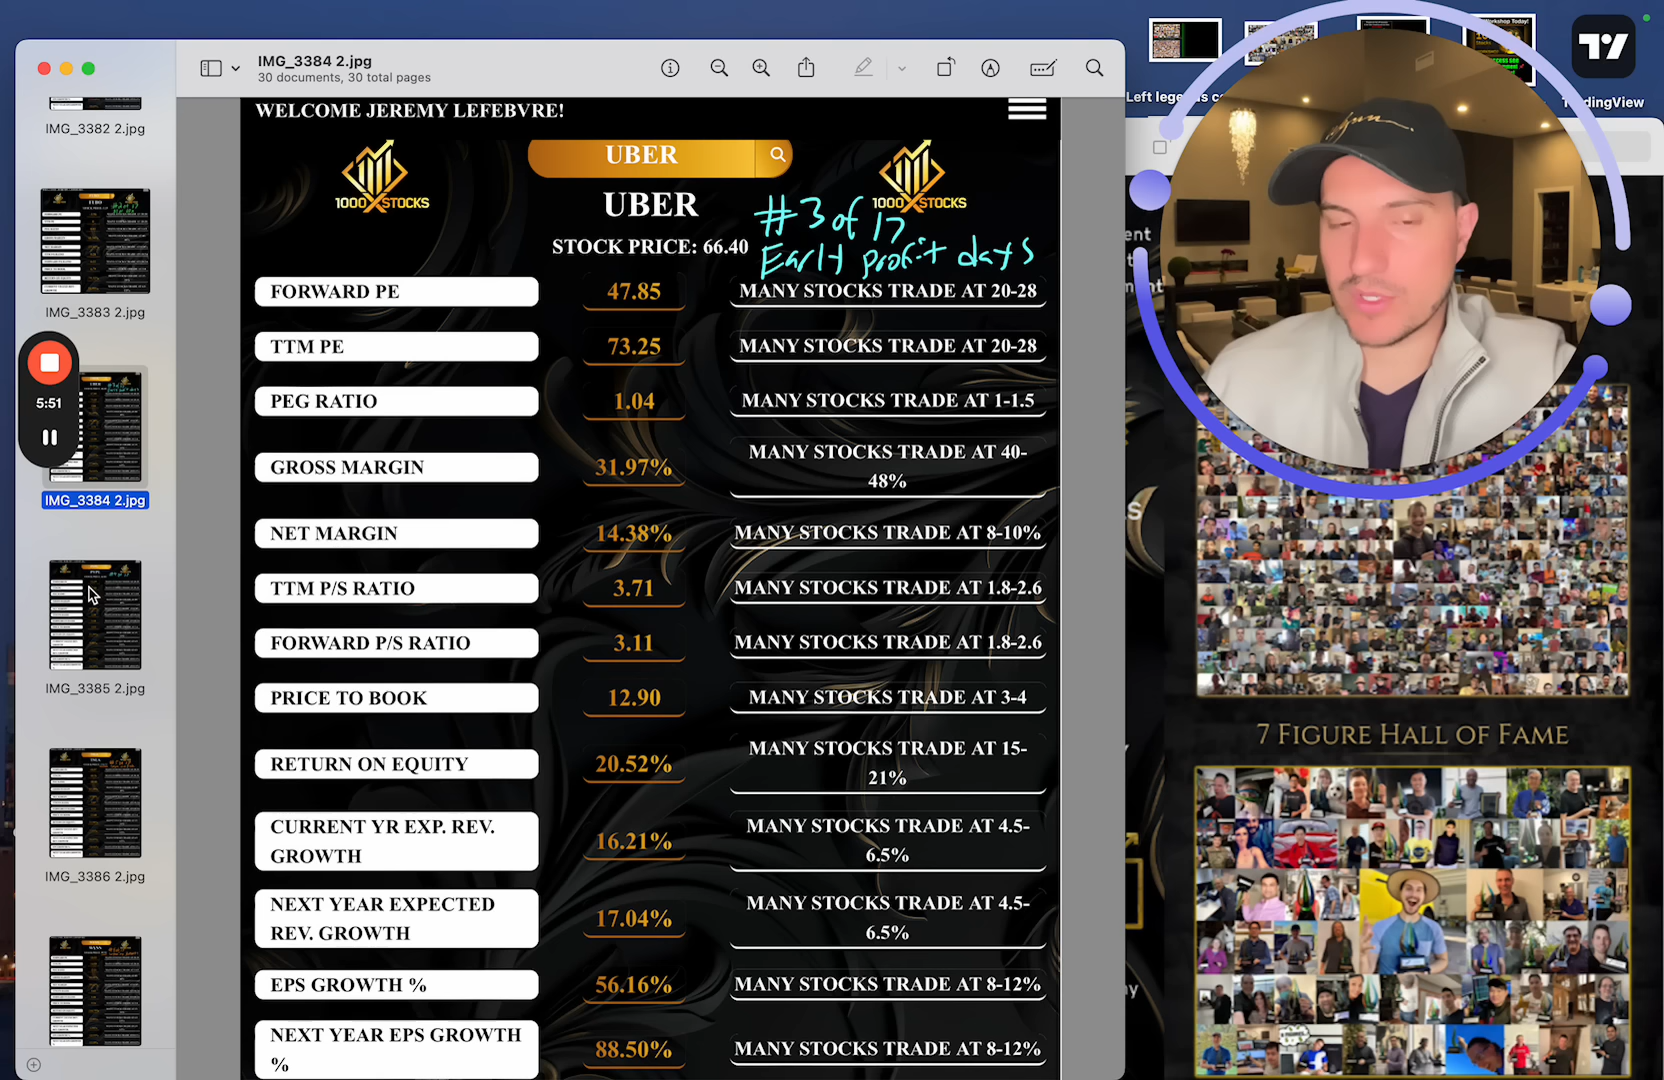 IMG_3384 2.jpg
30 documents, 30 total pages
IMG_3382 2.jpg
IMG_3383 2.jpg
5:51
IMG_3384 2.jpg
IMG_3385 2.jpg
IMG_3386 2.jpg
WELCOME JEREMY LEFEBVRE!
1000XSTOCKS
UBER
1000XSTOCKS
UBER
STOCK PRICE: 66.40
#3 of 17
Early profit days
FORWARD PE 47.85 MANY STOCKS TRADE AT 20-28
TTM PE 73.25 MANY STOCKS TRADE AT 20-28
PEG RATIO 1.04 MANY STOCKS TRADE AT 1-1.5
GROSS MARGIN 31.97% MANY STOCKS TRADE AT 40-
48%
NET MARGIN 14.38% MANY STOCKS TRADE AT 8-10%
TTM P/S RATIO 3.71 MANY STOCKS TRADE AT 1.8-2.6
FORWARD P/S RATIO 3.11 MANY STOCKS TRADE AT 1.8-2.6
PRICE TO BOOK 12.90 MANY STOCKS TRADE AT 3-4
RETURN ON EQUITY 20.52% MANY STOCKS TRADE AT 15-
21%
CURRENT YR EXP. REV.
GROWTH 16.21% MANY STOCKS TRADE AT 4.5-
6.5%
NEXT YEAR EXPECTED
REV. GROWTH 17.04% MANY STOCKS TRADE AT 4.5-
6.5%
EPS GROWTH % 56.16% MANY STOCKS TRADE AT 8-12%
NEXT YEAR EPS GROWTH
% 88.50% MANY STOCKS TRADE AT 8-12%
Workshop Today!
Left legends
7 FIGURE HALL OF FAME